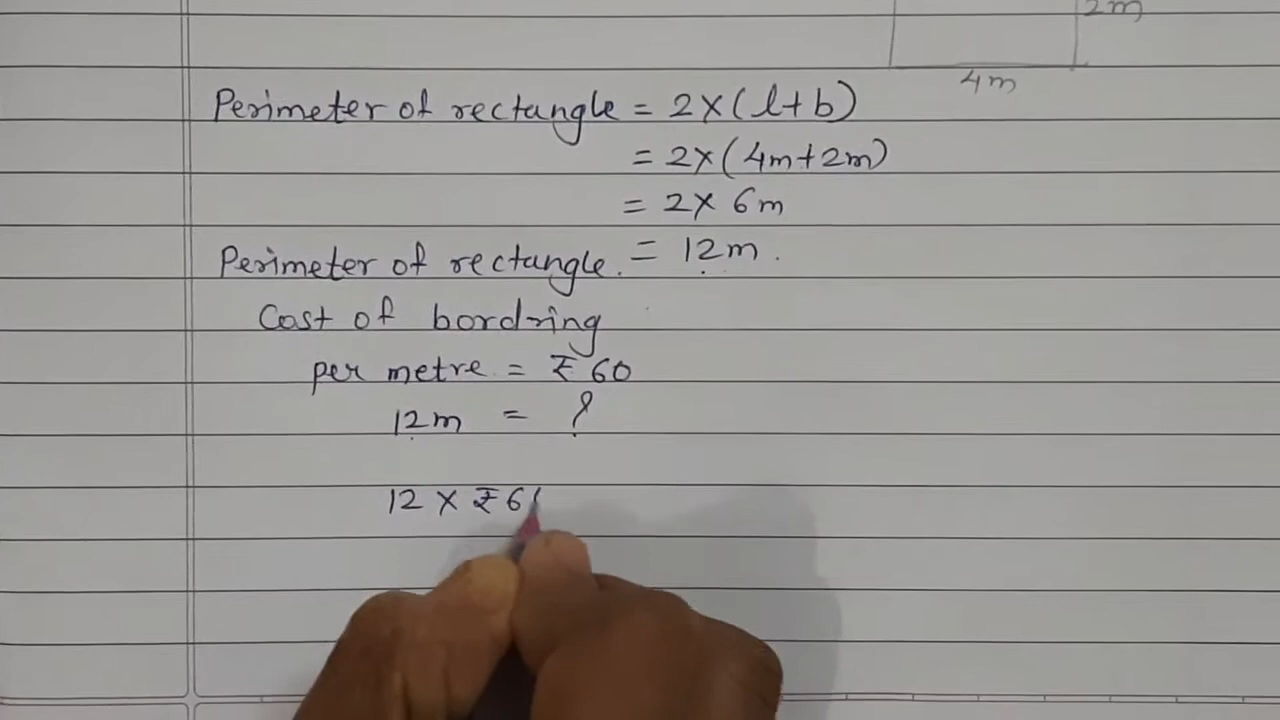 2m
4m
Perimeter of rectangle = 2×(l+b)
= 2×(4m+2m)
= 2× 6m
Perimeter of rectangle. = 12m.
Cost of bordring
per metre = ₹60
12m = ?
12 × ₹6